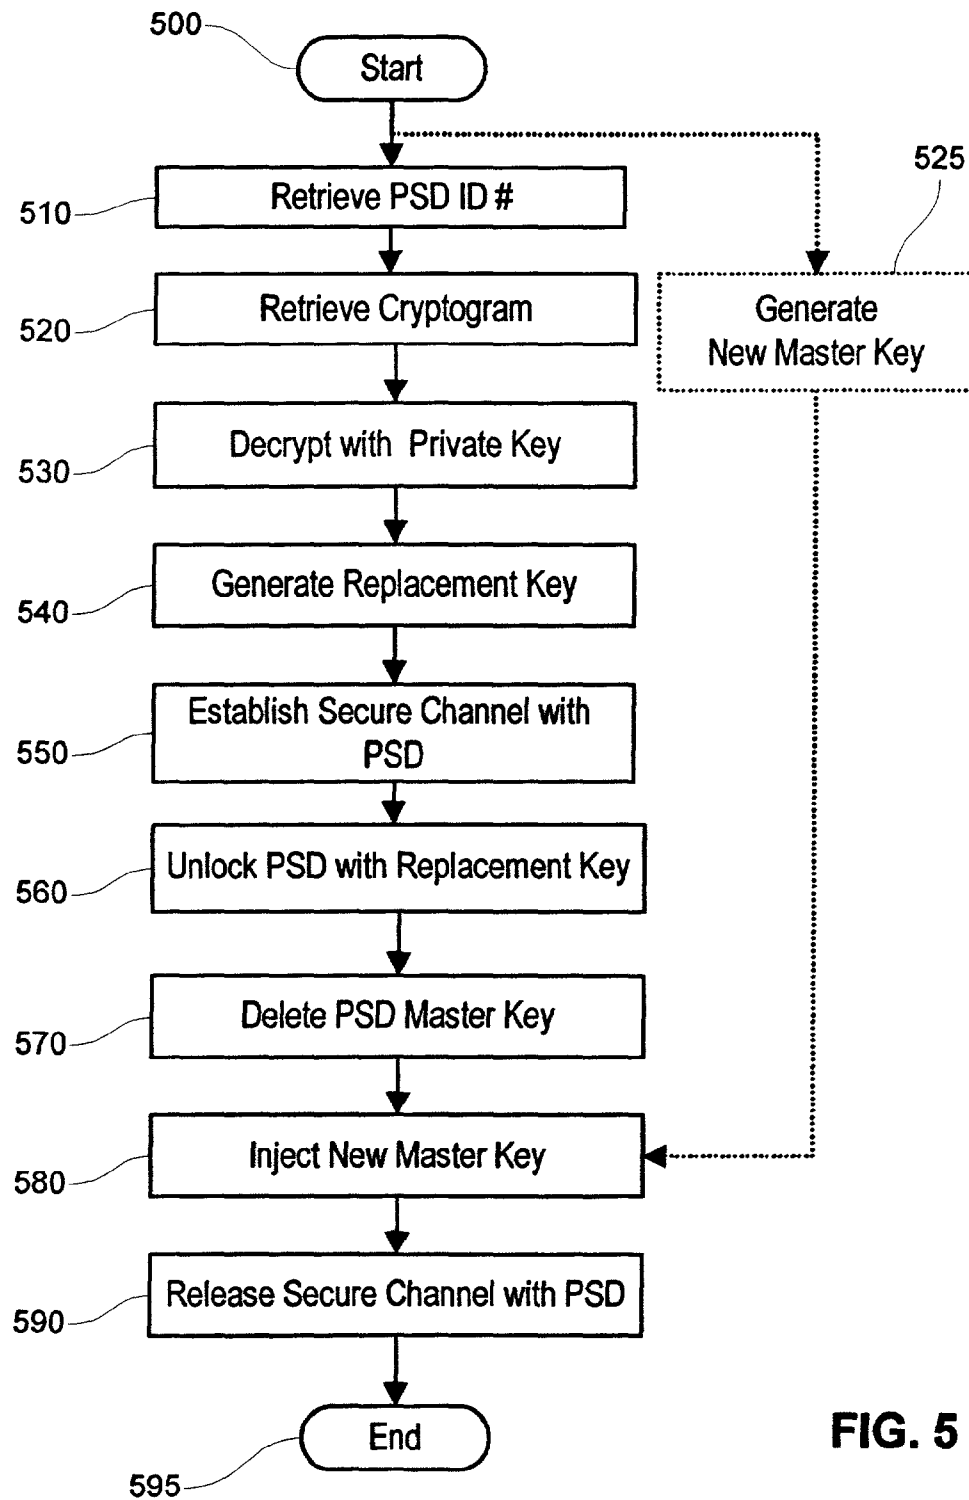 500
Start
525
510
Retrieve PSD ID #
520
Retrieve Cryptogram
Generate
New Master Key
530
Decrypt with Private Key
540
Generate Replacement Key
550
Establish Secure Channel with
PSD
560
Unlock PSD with Replacement Key
570
Delete PSD Master Key
580
Inject New Master Key
590
Release Secure Channel with PSD
End
595
FIG. 5